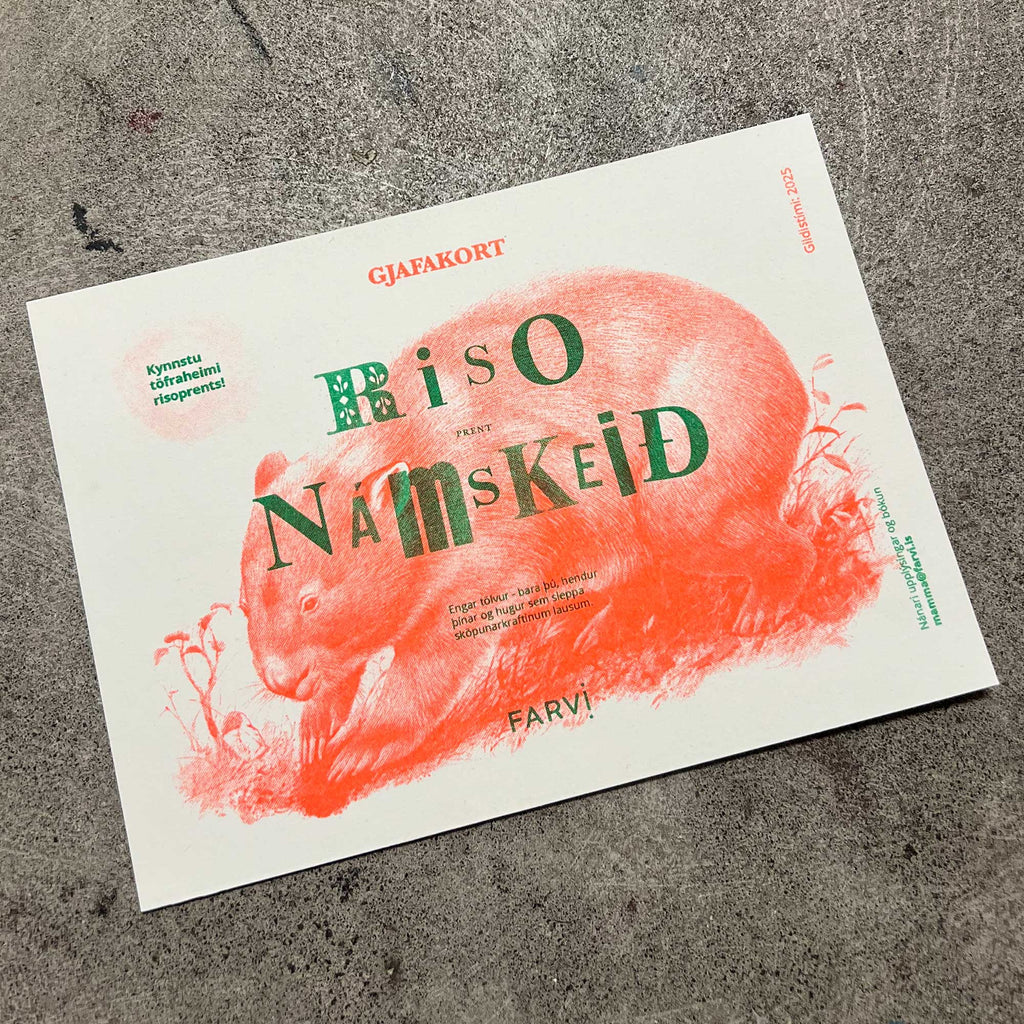 GJAFAKORT
Gildistími: 2025
Kynnstu
töfraheimi
risoprents!
RiSO
PRENT
NÁmSKEiÐ
Engar tölvur - bara þú, hendur
þínar og hugur sem sleppa
sköpunarkraftinum lausum.
FARVI
Nánari upplýsingar og bókun
mamma@farvi.is